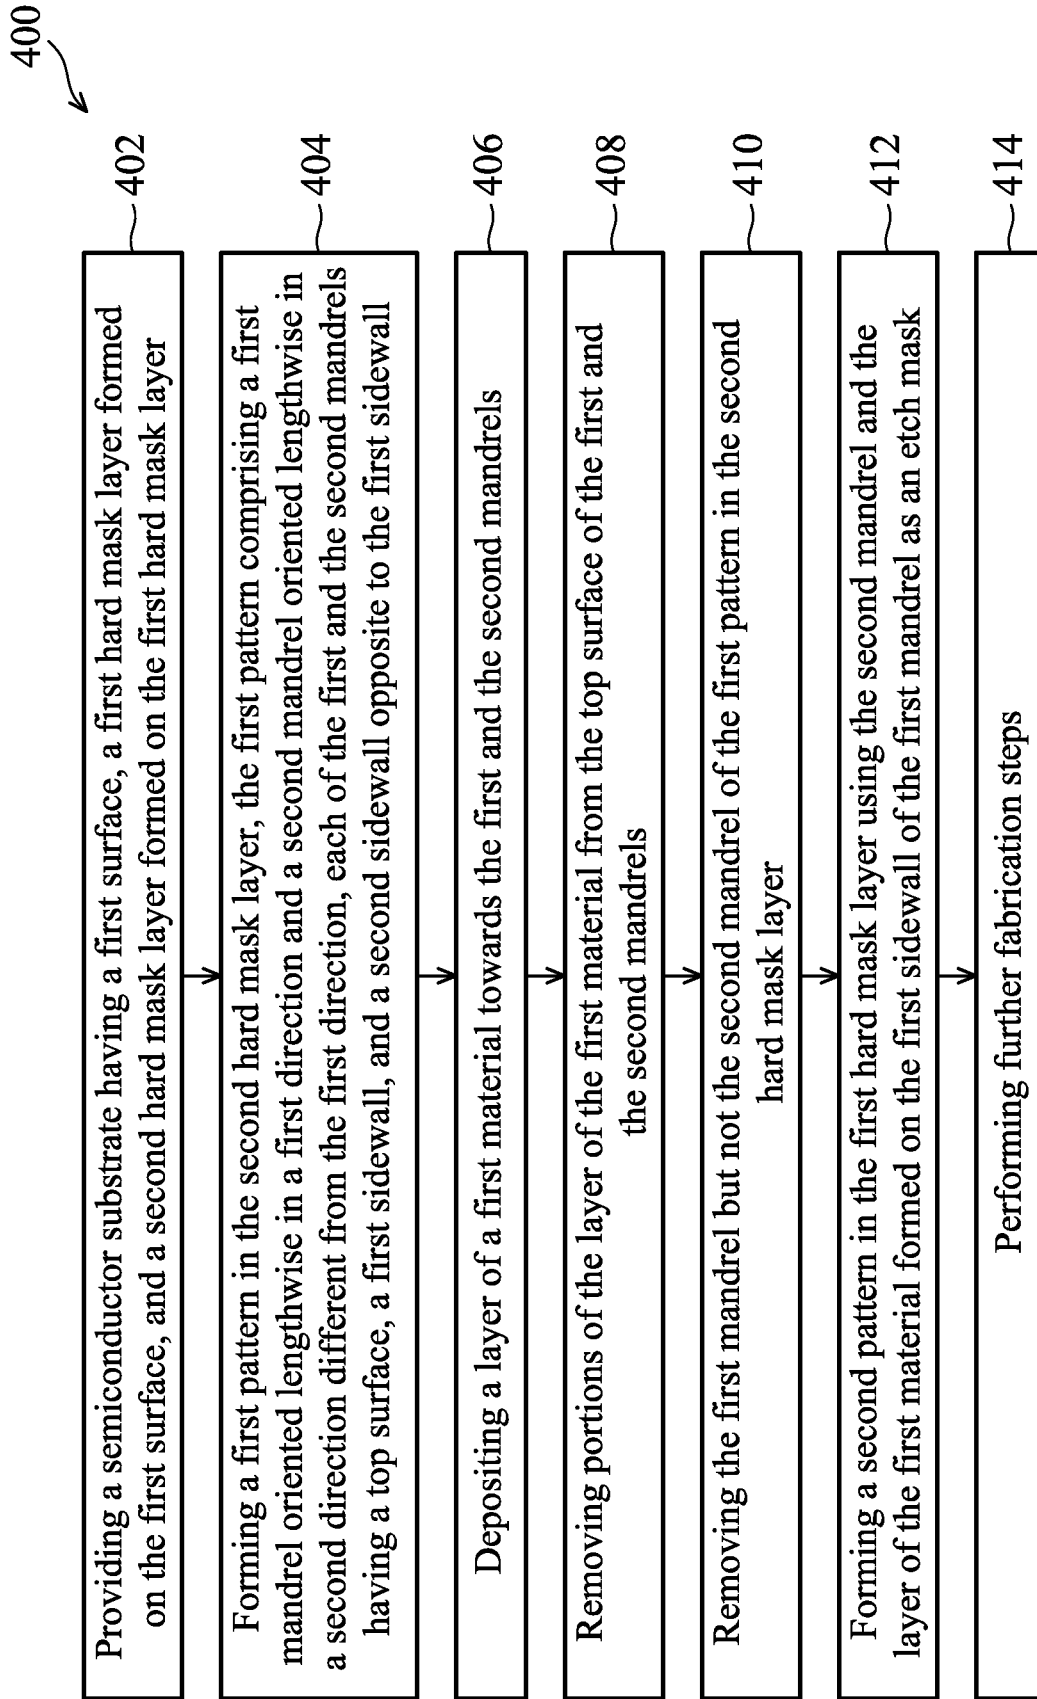 400
Providing a semiconductor substrate having a first surface, a first hard mask layer formed
on the first surface, and a second hard mask layer formed on the first hard mask layer
402
Forming a first pattern in the second hard mask layer, the first pattern comprising a first
mandrel oriented lengthwise in a first direction and a second mandrel oriented lengthwise in
a second direction different from the first direction, each of the first and the second mandrels
having a top surface, a first sidewall, and a second sidewall opposite to the first sidewall
404
Depositing a layer of a first material towards the first and the second mandrels
406
Removing portions of the layer of the first material from the top surface of the first and
the second mandrels
408
Removing the first mandrel but not the second mandrel of the first pattern in the second
hard mask layer
410
Forming a second pattern in the first hard mask layer using the second mandrel and the
layer of the first material formed on the first sidewall of the first mandrel as an etch mask
412
Performing further fabrication steps
414